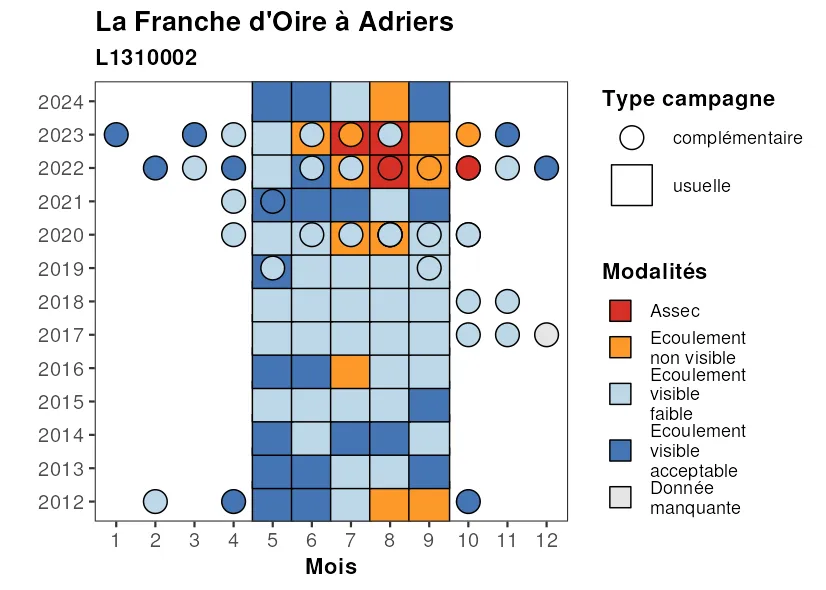 La Franche d'Oire à Adriers
L1310002
2024
2023
2022
2021
2020
2019
2018
2017
2016
2015
2014
2013
2012
1 2 3 4 5 6 7 8 9 10 11 12
Mois
Type campagne
complémentaire
usuelle
Modalités
Assec
Ecoulement
non visible
Ecoulement
visible
faible
Ecoulement
visible
acceptable
Donnée
manquante